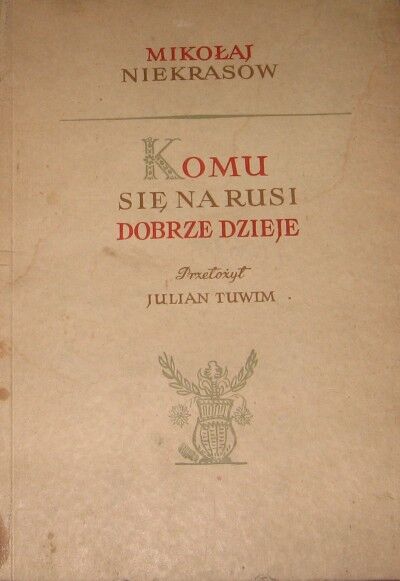 MIKOŁAJ
NIEKRASOW
KOMU
SIĘ NA RUSI
DOBRZE DZIEJE
Przełożył
JULIAN TUWIM